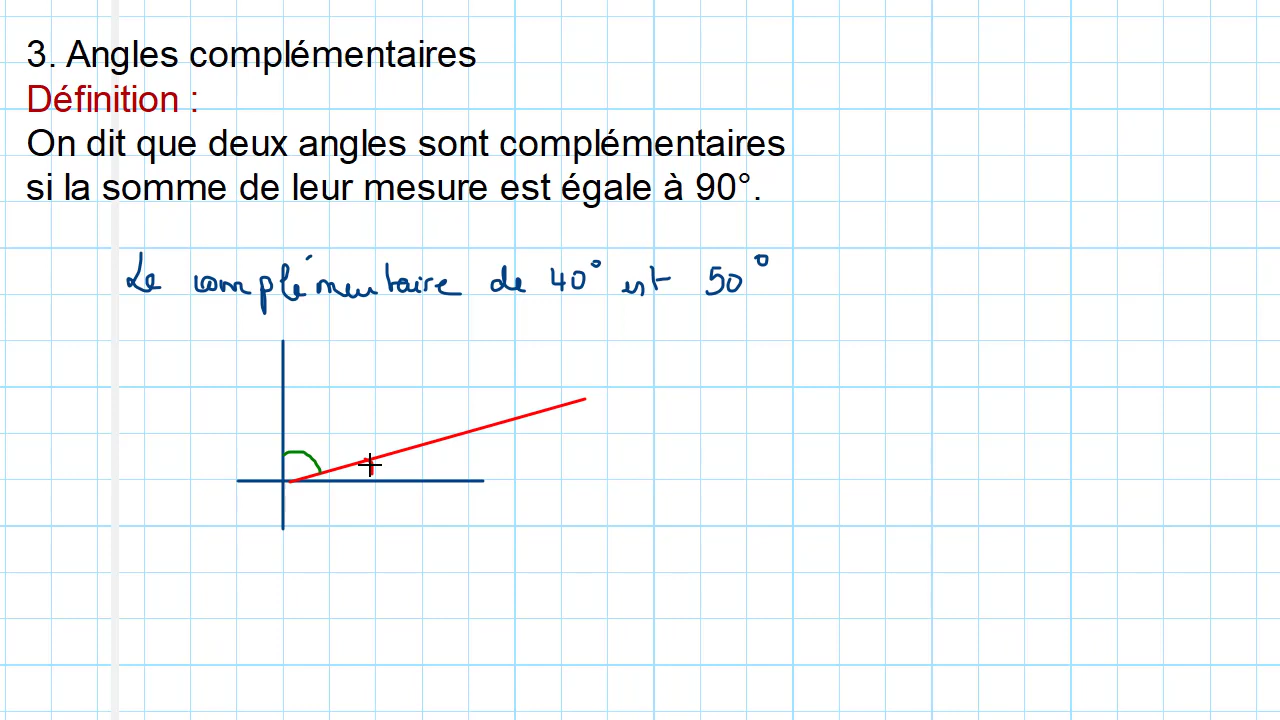 3. Angles complémentaires
Définition :
On dit que deux angles sont complémentaires
si la somme de leur mesure est égale à 90°.
Le complémentaire de 40° est 50°